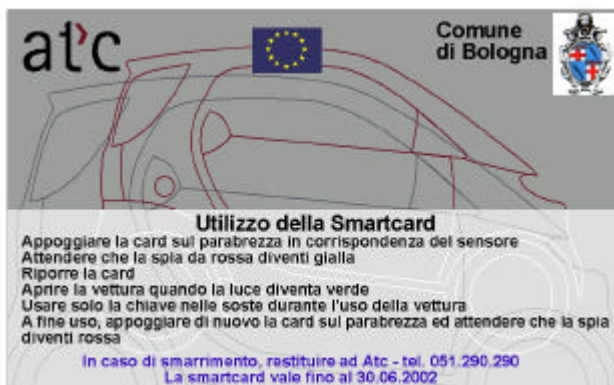 at'c
Comune
di Bologna
Utilizzo della Smartcard
Appoggiare la card sul parabrezza in corrispondenza del sensore
Attendere che la spia da rossa diventi gialla
Riporre la card
Aprire la vettura quando la luce diventa verde
Usare solo la chiave nelle soste durante l'uso della vettura
A fine uso, appoggiare di nuovo la card sul parabrezza ed attendere che la spia
diventi rossa
In caso di smarrimento, restituire ad Atc - tel. 051.290.290
La smartcard vale fino al 30.06.2002